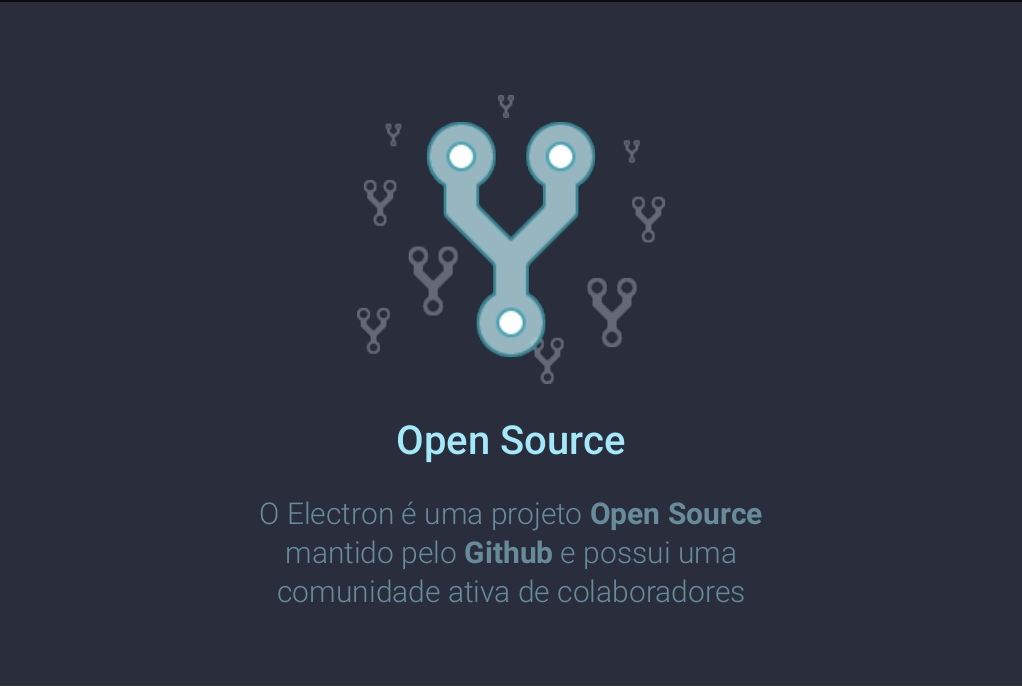 Open Source
O Electron é uma projeto Open Source
mantido pelo Github e possui uma
comunidade ativa de colaboradores